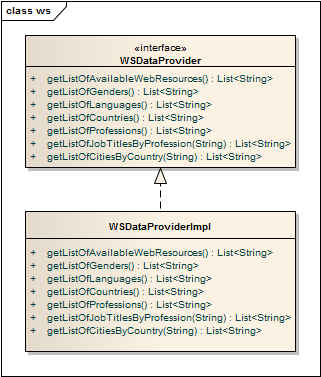 class ws
«interface»
WSDataProvider
+ getListOfAvailableWebResources() : List<String>
+ getListOfGenders() : List<String>
+ getListOfLanguages() : List<String>
+ getListOfCountries() : List<String>
+ getListOfProfessions() : List<String>
+ getListOfJobTitlesByProfession(String) : List<String>
+ getListOfCitiesByCountry(String) : List<String>
WSDataProviderImpl
+ getListOfAvailableWebResources() : List<String>
+ getListOfGenders() : List<String>
+ getListOfLanguages() : List<String>
+ getListOfCountries() : List<String>
+ getListOfProfessions() : List<String>
+ getListOfJobTitlesByProfession(String) : List<String>
+ getListOfCitiesByCountry(String) : List<String>